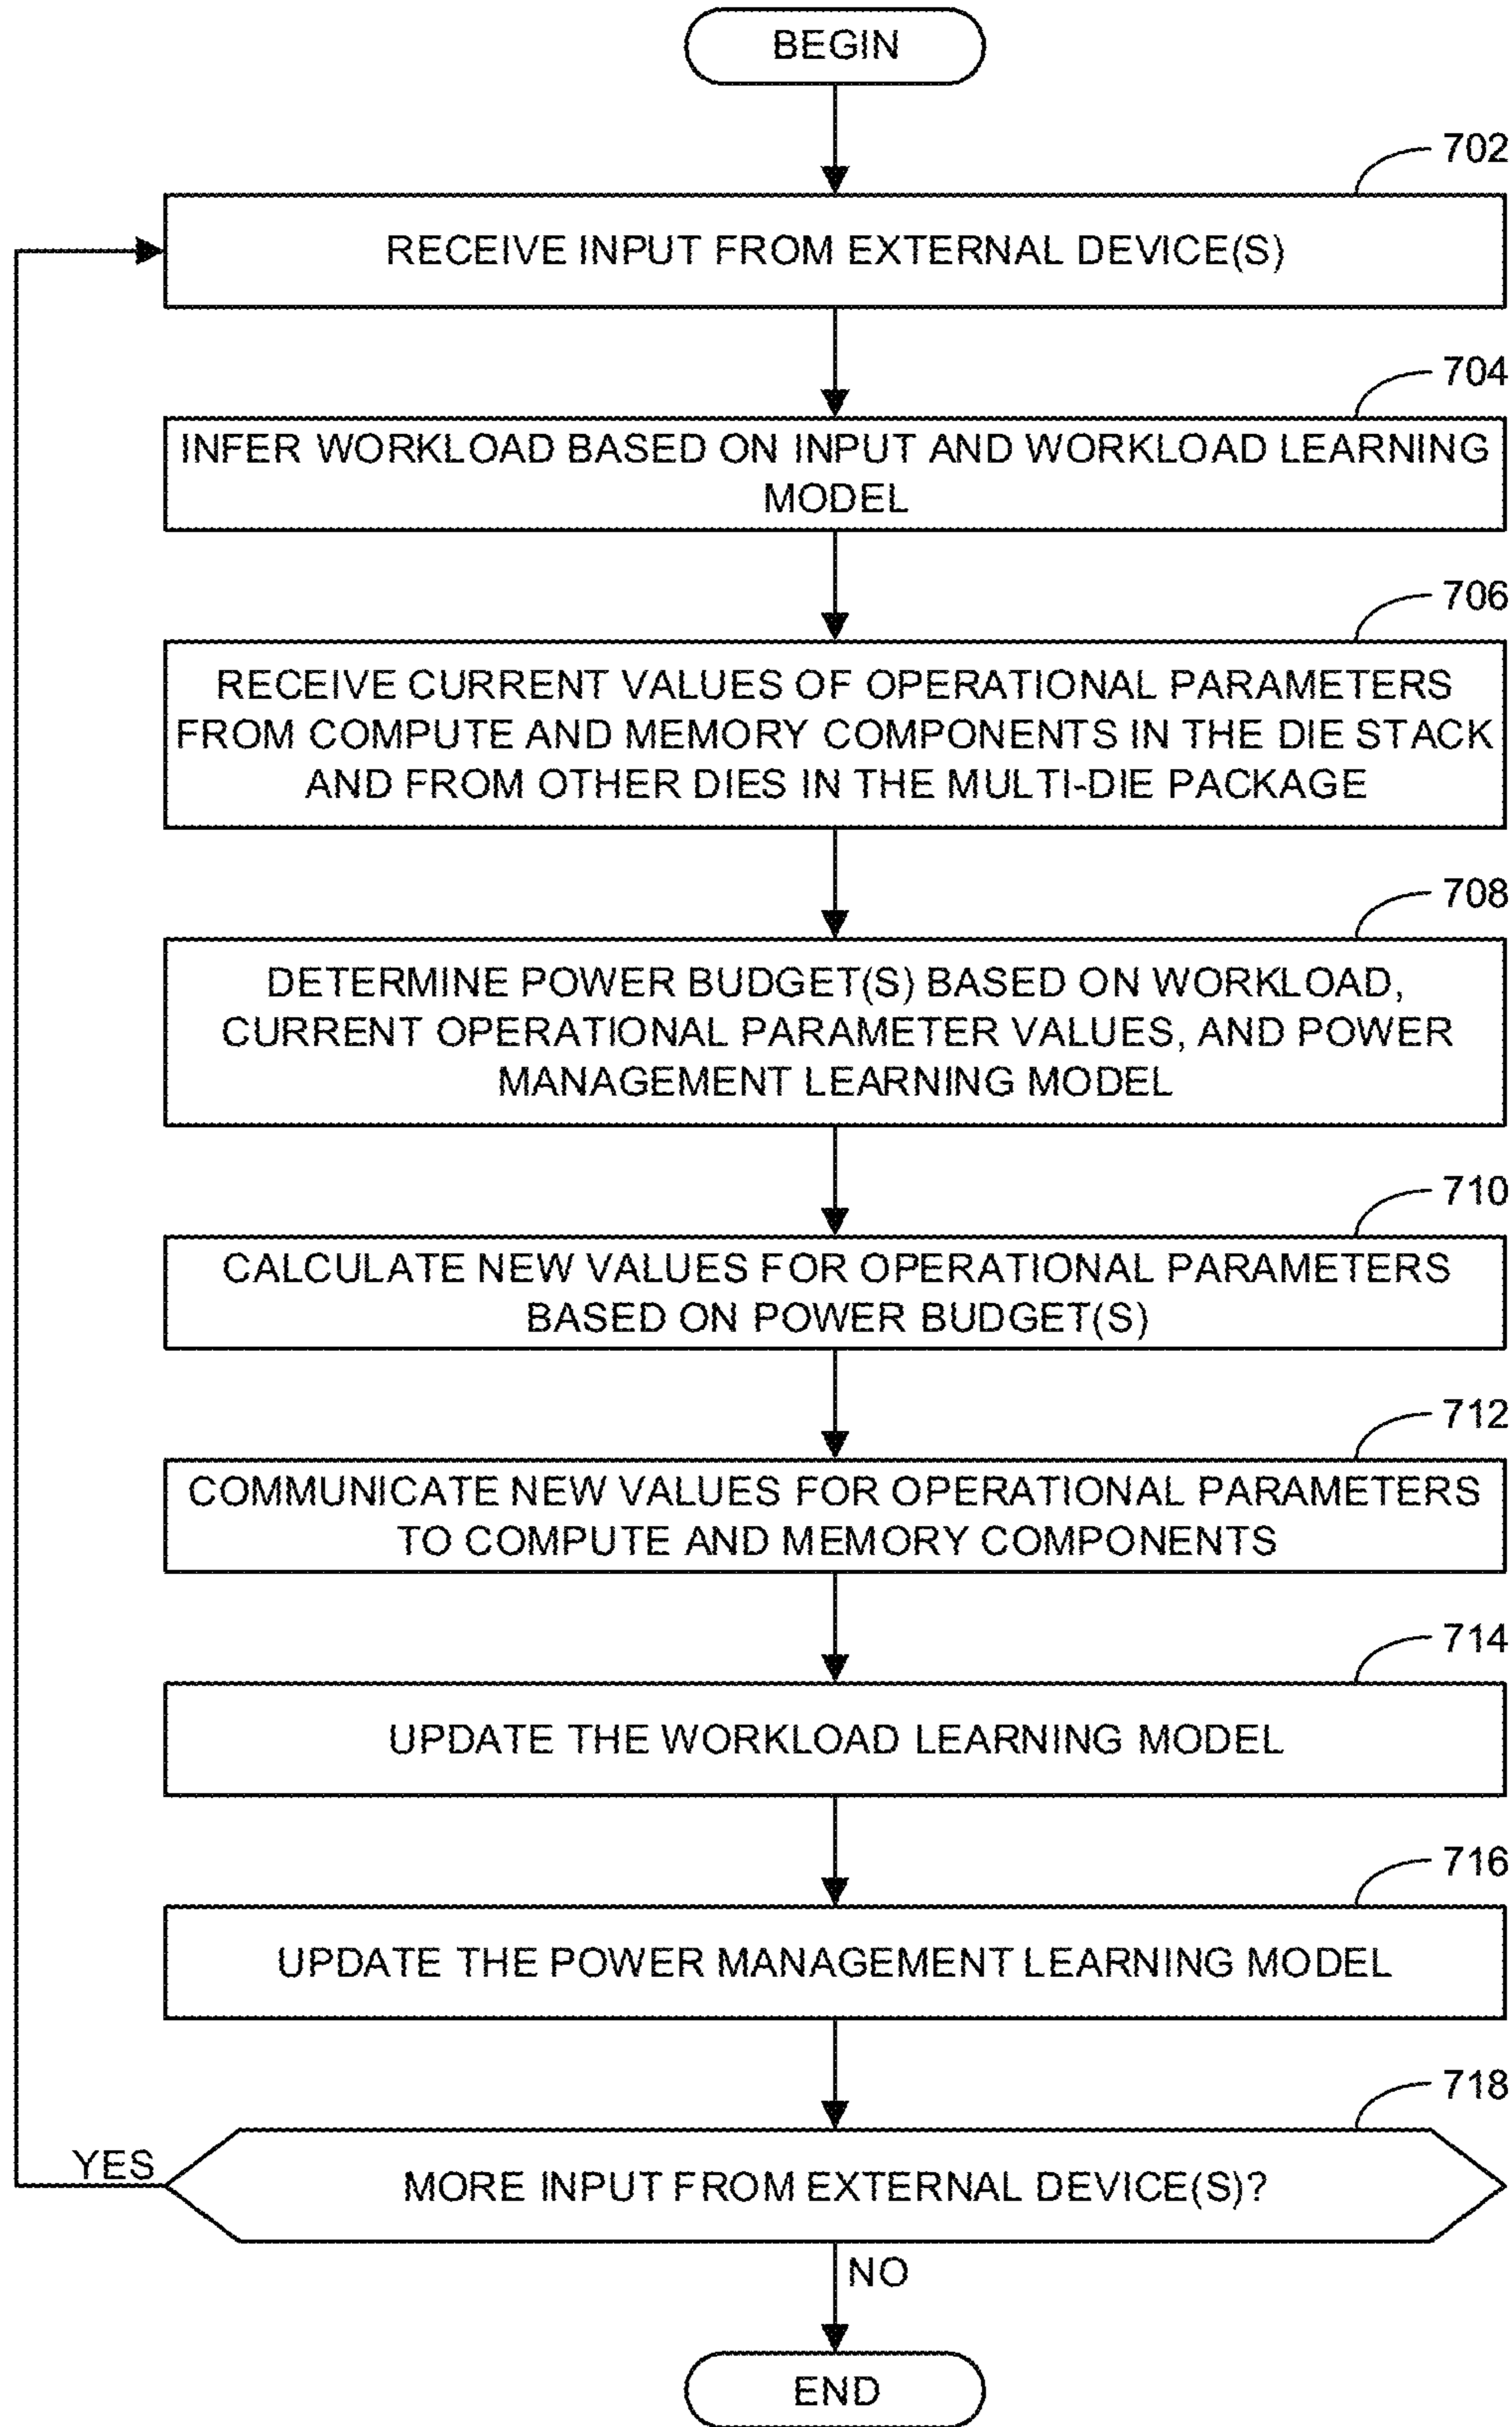 BEGIN
702
RECEIVE INPUT FROM EXTERNAL DEVICE(S)
704
INFER WORKLOAD BASED ON INPUT AND WORKLOAD LEARNING
MODEL
706
RECEIVE CURRENT VALUES OF OPERATIONAL PARAMETERS
FROM COMPUTE AND MEMORY COMPONENTS IN THE DIE STACK
AND FROM OTHER DIES IN THE MULTI-DIE PACKAGE
708
DETERMINE POWER BUDGET(S) BASED ON WORKLOAD,
CURRENT OPERATIONAL PARAMETER VALUES, AND POWER
MANAGEMENT LEARNING MODEL
710
CALCULATE NEW VALUES FOR OPERATIONAL PARAMETERS
BASED ON POWER BUDGET(S)
712
COMMUNICATE NEW VALUES FOR OPERATIONAL PARAMETERS
TO COMPUTE AND MEMORY COMPONENTS
714
UPDATE THE WORKLOAD LEARNING MODEL
716
UPDATE THE POWER MANAGEMENT LEARNING MODEL
718
YES
MORE INPUT FROM EXTERNAL DEVICE(S)?
NO
END